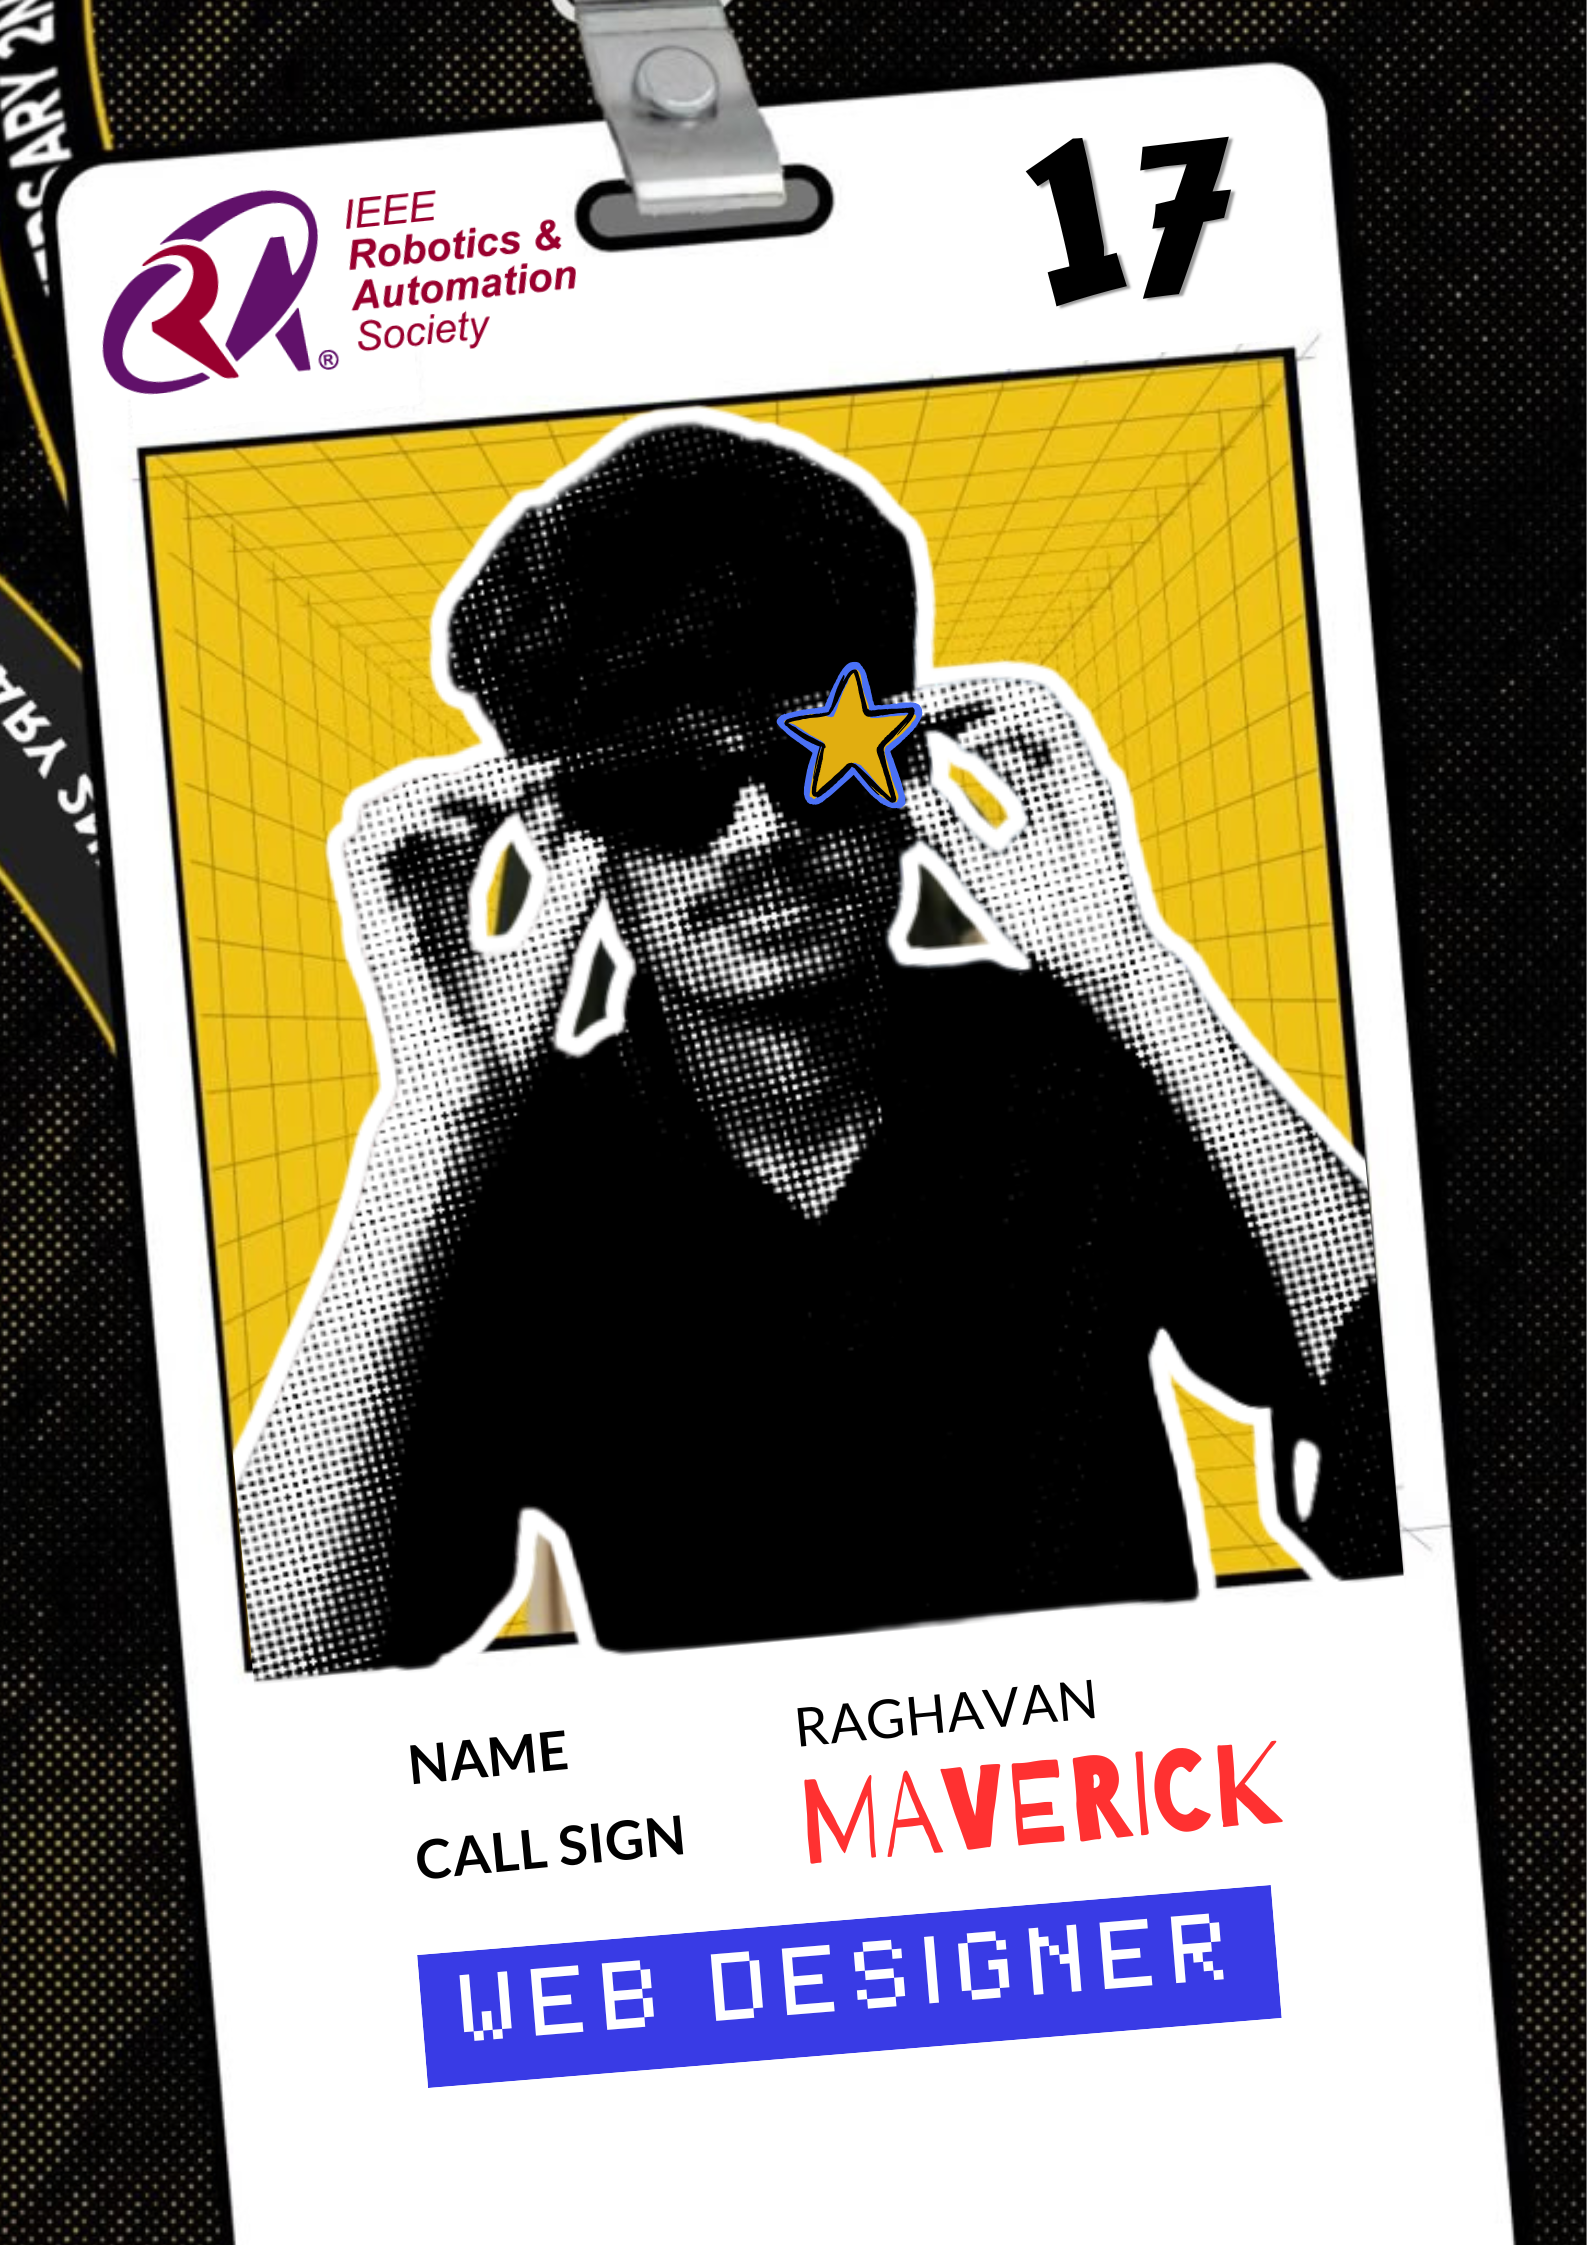 IEEE
Robotics &
Automation
Society
®
17
NAME
RAGHAVAN
CALL SIGN
MAVERICK
WEB DESIGNER